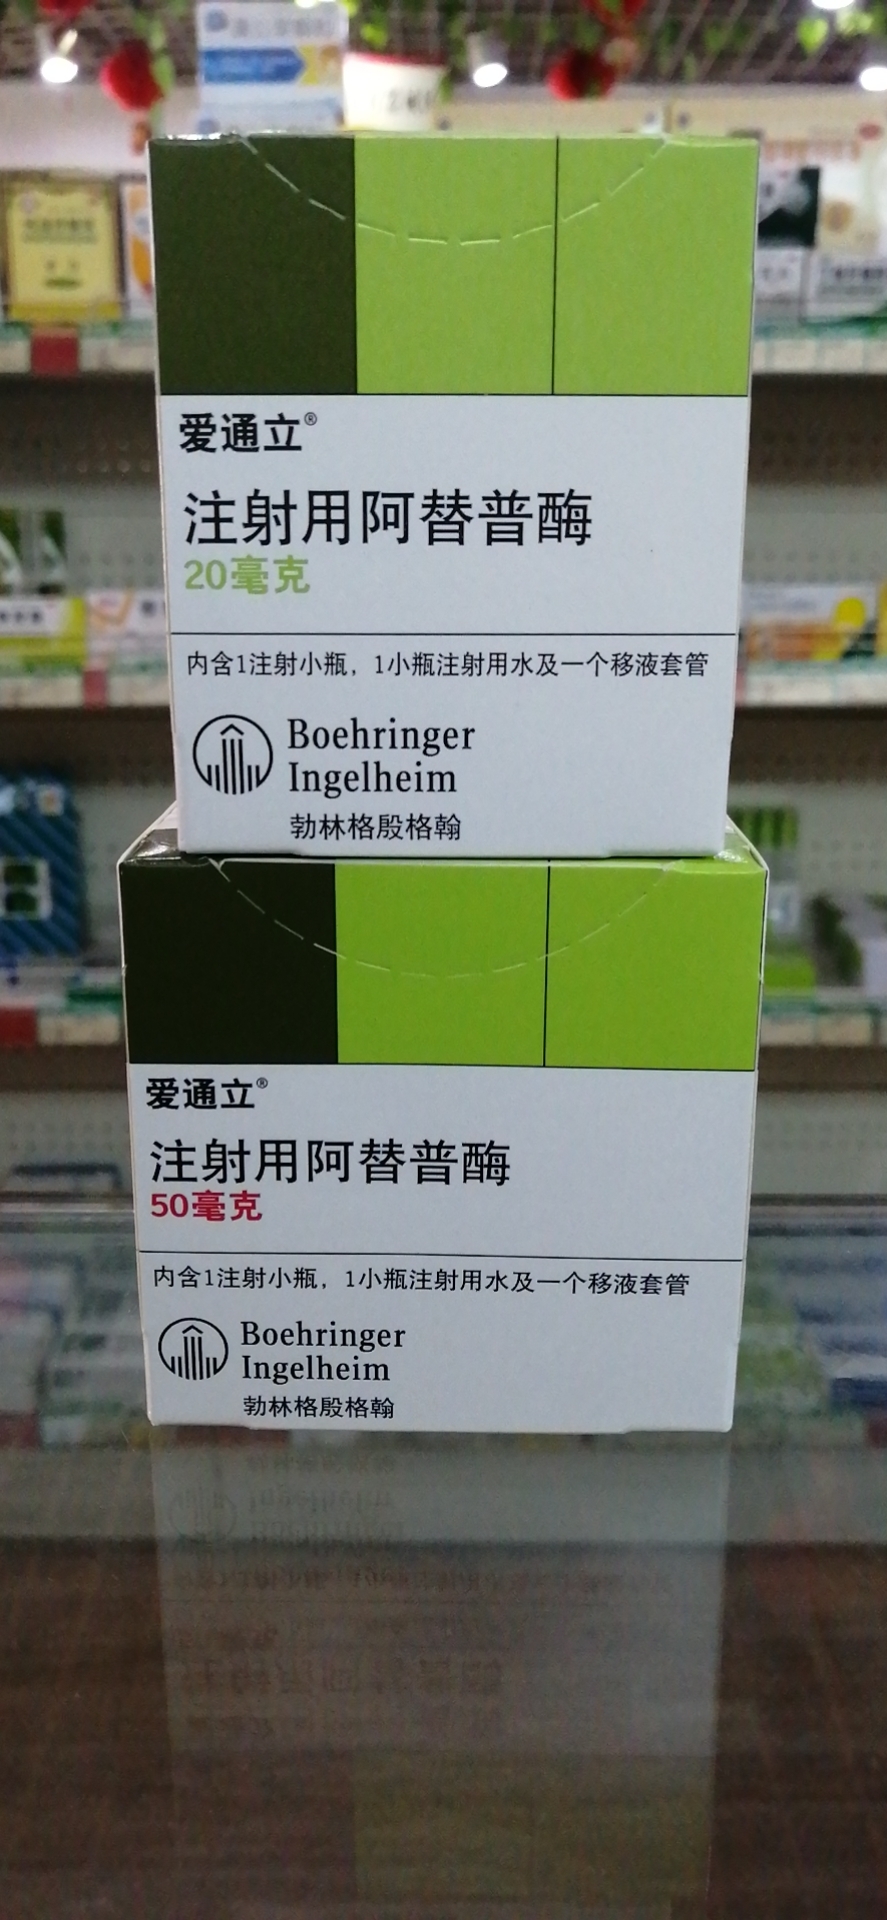 爱通立®
注射用阿替普酶
20毫克
内含1注射小瓶，1小瓶注射用水及一个移液套管
Boehringer
Ingelheim
勃林格殷格翰
爱通立®
注射用阿替普酶
50毫克
内含1注射小瓶，1小瓶注射用水及一个移液套管
Boehringer
Ingelheim
勃林格殷格翰